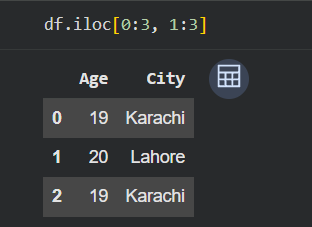 df.iloc[0:3, 1:3]
Age City
0 19 Karachi
1 20 Lahore
2 19 Karachi